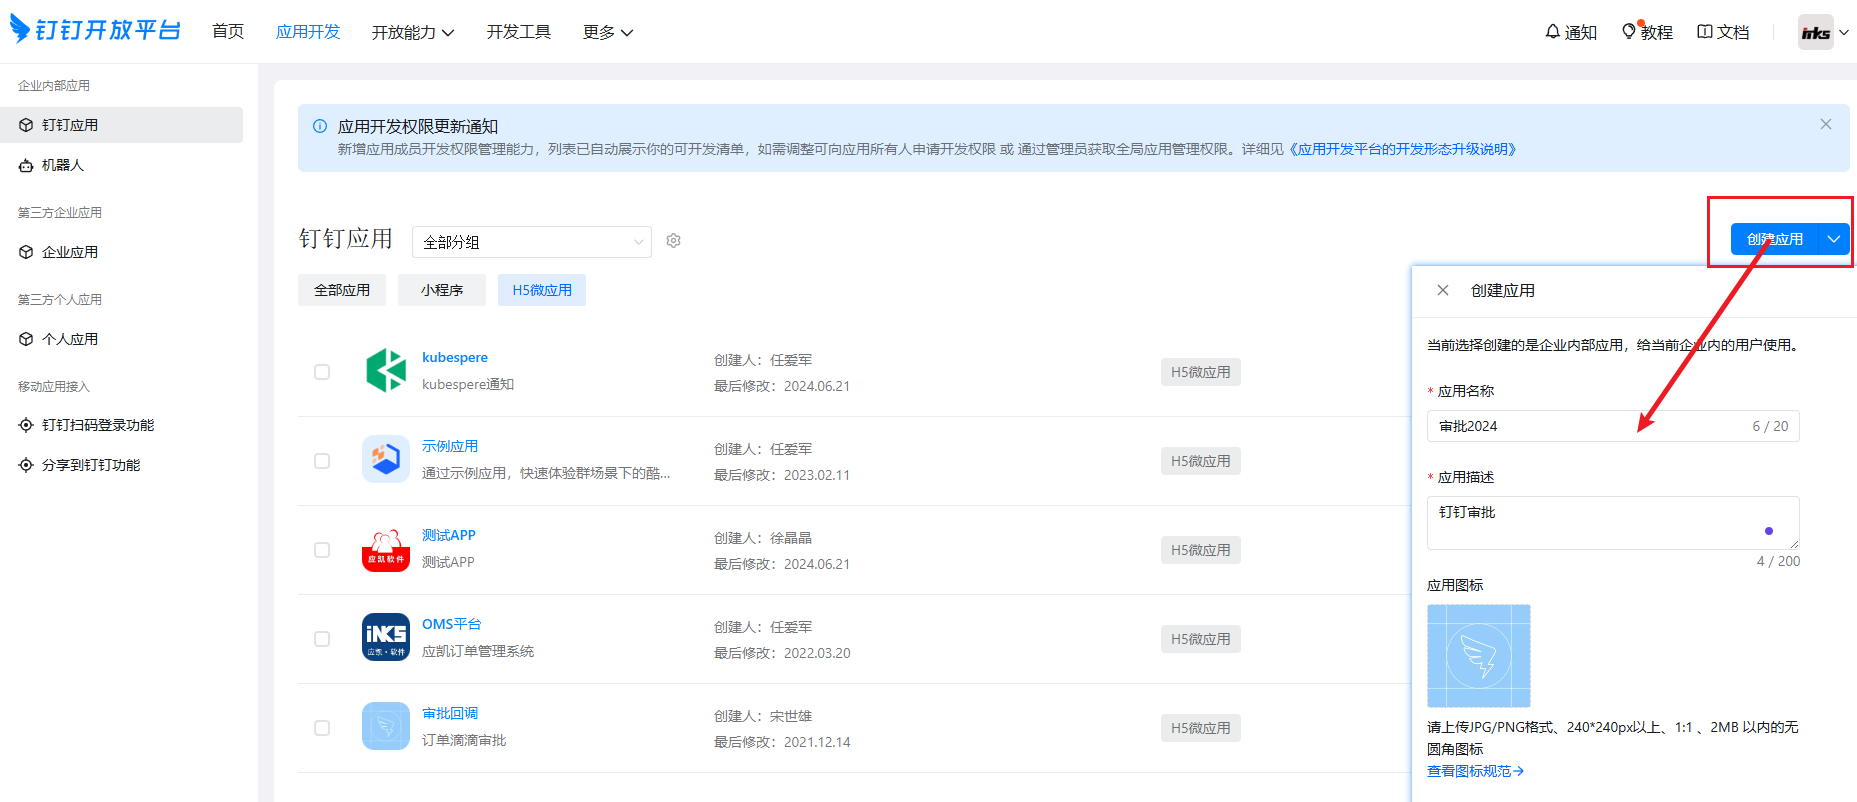 钉钉开放平台
首页
应用开发
开放能力
开发工具
更多
通知
教程
文档
inks
企业内部应用
钉钉应用
机器人
第三方企业应用
企业应用
第三方个人应用
个人应用
移动应用接入
钉钉扫码登录功能
分享到钉钉功能
应用开发权限更新通知
新增应用成员开发权限管理能力，列表已自动展示你的可开发清单，如需调整可向应用所有人申请开发权限 或 通过管理员获取全局应用管理权限。详细见《应用开发平台的开发形态升级说明》
钉钉应用
全部分组
创建应用
全部应用
小程序
H5微应用
kubespere
kubespere通知
创建人：任爱军
最后修改：2024.06.21
H5微应用
示例应用
通过示例应用，快速体验群场景下的酷...
创建人：任爱军
最后修改：2023.02.11
H5微应用
应凯软件
测试APP
测试APP
创建人：徐晶晶
最后修改：2024.06.21
H5微应用
iNKS
应凯·软件
OMS平台
应凯订单管理系统
创建人：任爱军
最后修改：2022.03.20
H5微应用
审批回调
订单滴滴审批
创建人：宋世雄
最后修改：2021.12.14
H5微应用
创建应用
当前选择创建的是企业内部应用，给当前企业内的用户使用。
* 应用名称
审批2024
6 / 20
* 应用描述
钉钉审批
4 / 200
应用图标
请上传JPG/PNG格式、240*240px以上、1:1 、2MB 以内的无
圆角图标
查看图标规范